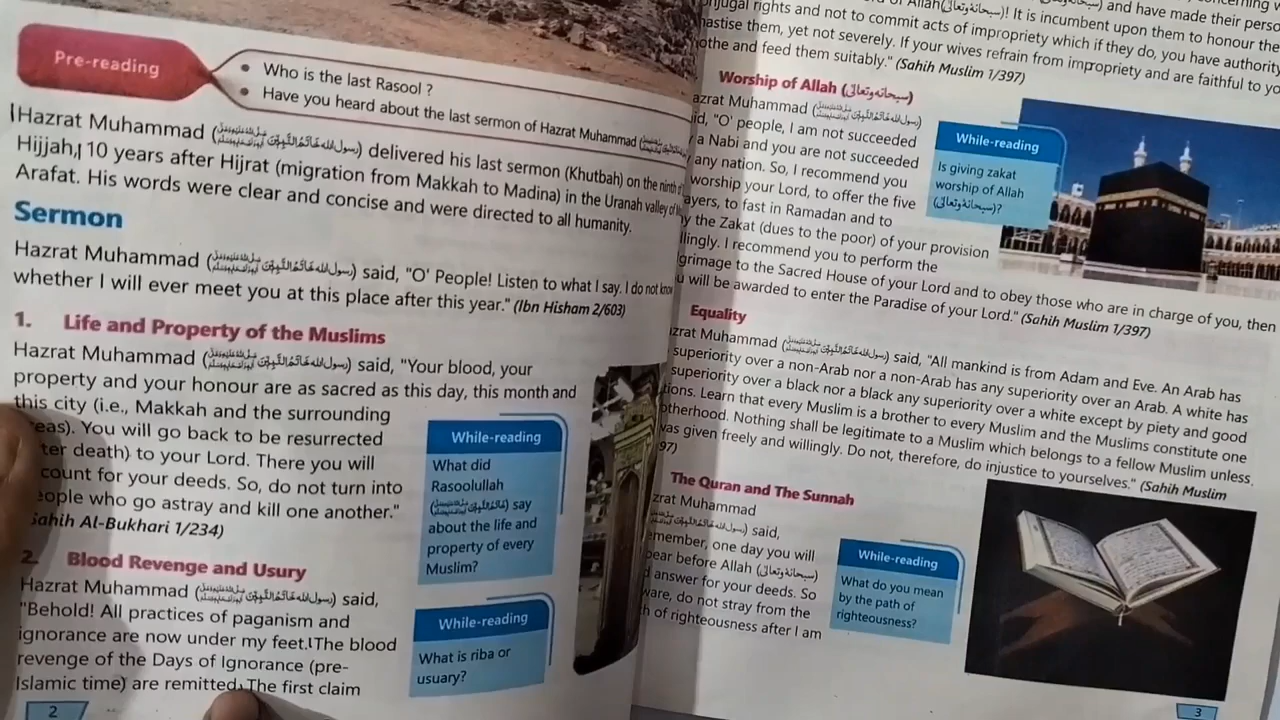 Pre-reading
• Who is the last Rasool ?
• Have you heard about the last sermon of Hazrat Muhammad
Hazrat Muhammad ( ) delivered his last sermon (Khutbah) on the ninth of
Hijjah, 10 years after Hijrat (migration from Makkah to Madina) in the Uranah valley of
Arafat. His words were clear and concise and were directed to all humanity.
Sermon
Hazrat Muhammad ( ) said, "O' People! Listen to what I say. I do not know
whether I will ever meet you at this place after this year." (Ibn Hisham 2/603)
1. Life and Property of the Muslims
Hazrat Muhammad ( ) said, "Your blood, your
property and your honour are as sacred as this day, this month and
this city (i.e., Makkah and the surrounding
eas). You will go back to be resurrected
ter death) to your Lord. There you will
count for your deeds. So, do not turn into
eople who go astray and kill one another."
Sahih Al-Bukhari 1/234)
While-reading
What did
Rasoolullah
( ) say
about the life and
property of every
Muslim?
2. Blood Revenge and Usury
Hazrat Muhammad ( ) said,
"Behold! All practices of paganism and
ignorance are now under my feet. The blood
revenge of the Days of Ignorance (pre-
Islamic time) are remitted. The first claim
While-reading
What is riba or
usuary?
2
and have made their perso
onjugal rights and not to commit acts of impropriety which if they do, you have authority
hastise them, yet not severely. If your wives refrain from impropriety and are faithful to yo
othe and feed them suitably." (Sahih Muslim 1/397)
Worship of Allah (سبحانه وتعالى)
azrat Muhammad ( )
id, "O' people, I am not succeeded
a Nabi and you are not succeeded
any nation. So, I recommend you
worship your Lord, to offer the five
ayers, to fast in Ramadan and to
y the Zakat (dues to the poor) of your provision
llingly. I recommend you to perform the
grimage to the Sacred House of your Lord and to obey those who are in charge of you, then
u will be awarded to enter the Paradise of your Lord." (Sahih Muslim 1/397)
While-reading
Is giving zakat
worship of Allah
(سبحانه وتعالى)?
Equality
zrat Muhammad ( ) said, "All mankind is from Adam and Eve. An Arab has
superiority over a non-Arab nor a non-Arab has any superiority over an Arab. A white has
superiority over a black nor a black any superiority over a white except by piety and good
tions. Learn that every Muslim is a brother to every Muslim and the Muslims constitute one
otherhood. Nothing shall be legitimate to a Muslim which belongs to a fellow Muslim unless
was given freely and willingly. Do not, therefore, do injustice to yourselves." (Sahih Muslim
97)
The Quran and The Sunnah
zrat Muhammad
( ) said,
emember, one day you will
pear before Allah (سبحانه وتعالى)
d answer for your deeds. So
ware, do not stray from the
h of righteousness after I am
While-reading
What do you mean
by the path of
righteousness?
3